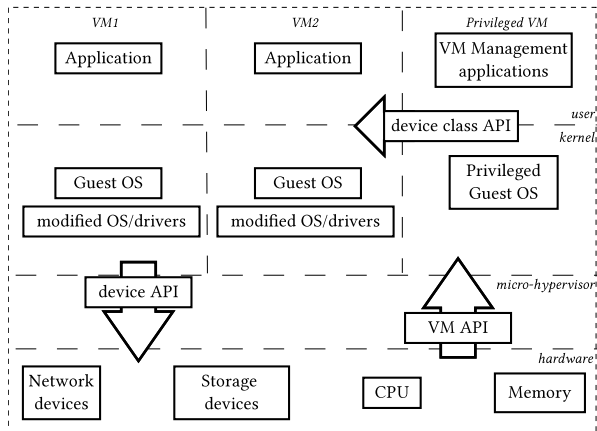 VM1
VM2
Privileged VM
Application
Application
VM Management
applications
device class API
user
kernel
Guest OS
Guest OS
Privileged
Guest OS
modified OS/drivers
modified OS/drivers
device API
micro-hypervisor
VM API
hardware
Network
devices
Storage
devices
CPU
Memory